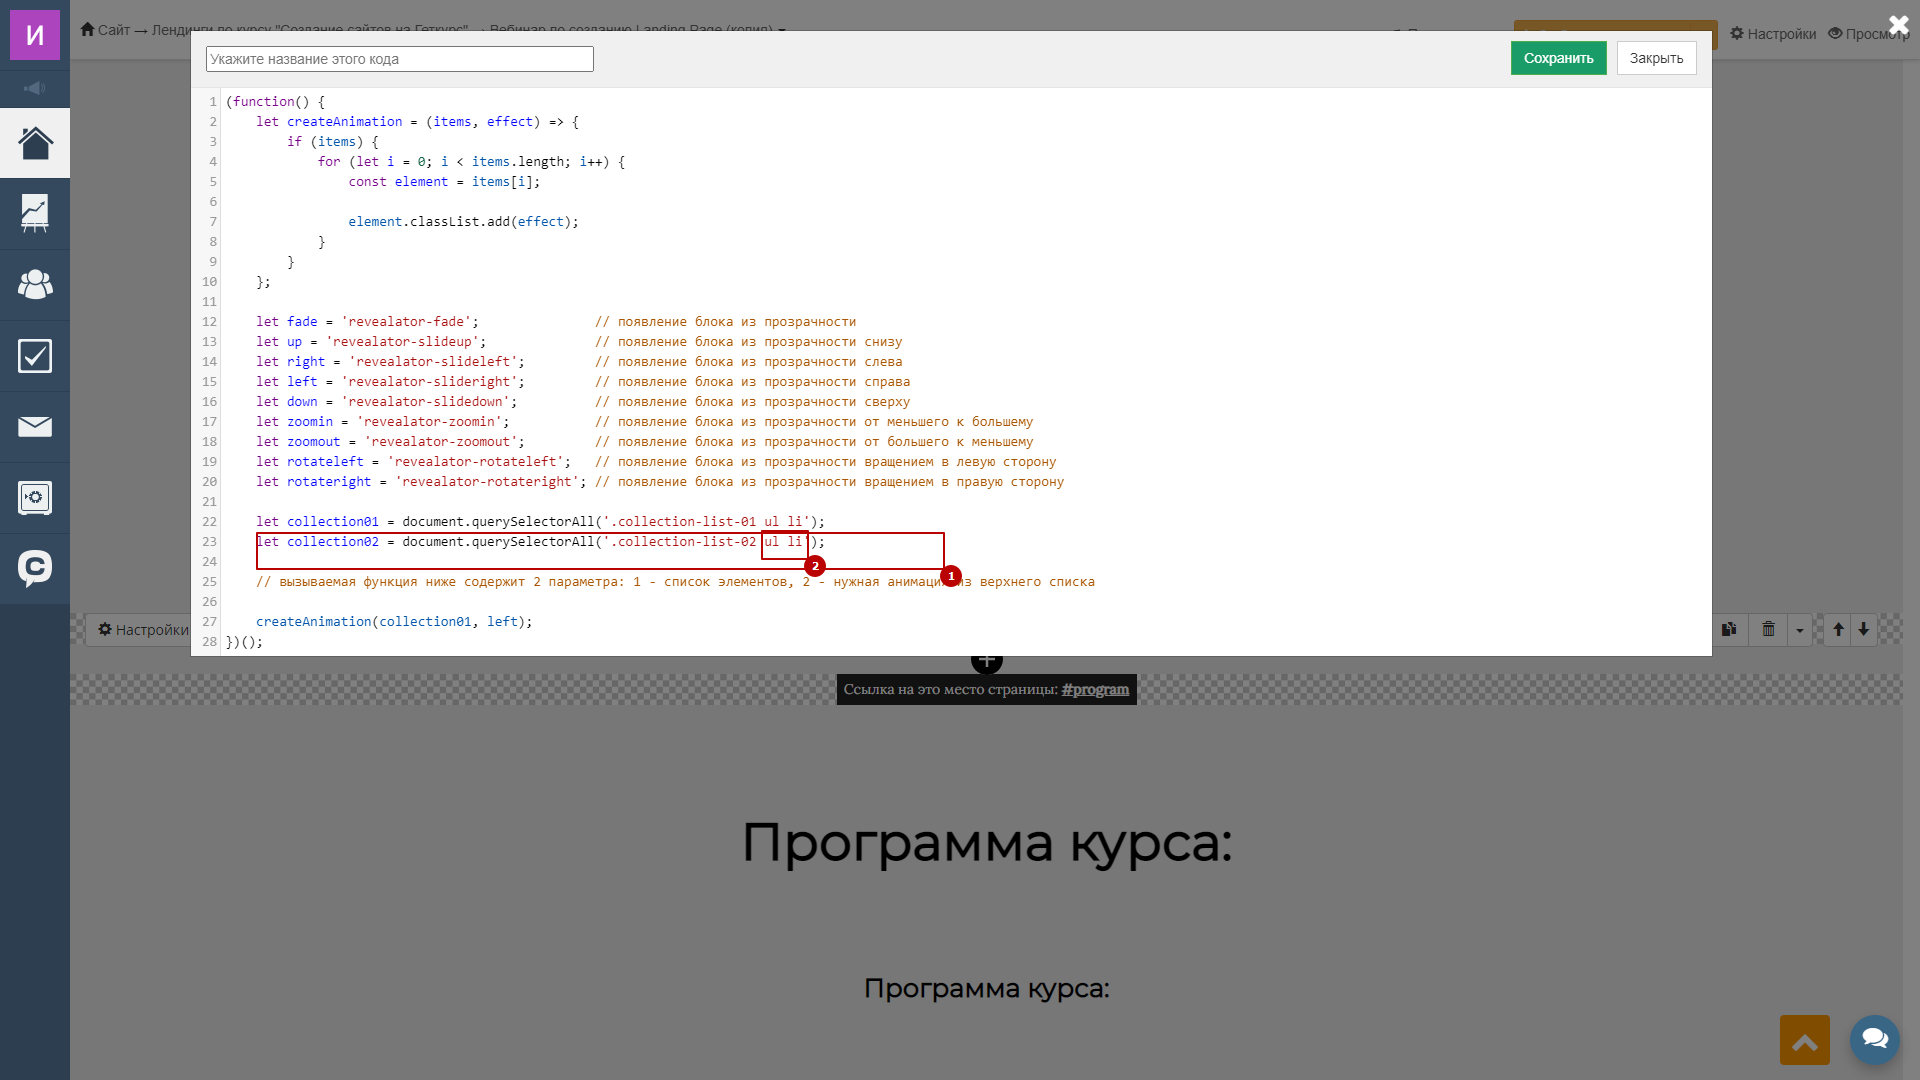 И
Сайт → Лендинги по курсу "Создание сайтов на Геткурс" → Вебинар по созданию Landing Page (копия)
Настройки
Просмотр
Укажите название этого кода
Сохранить
Закрыть
1 (function() {
2 let createAnimation = (items, effect) => {
3 if (items) {
4 for (let i = 0; i < items.length; i++) {
5 const element = items[i];
6
7 element.classList.add(effect);
8 }
9 }
10 };
11
12 let fade = 'revealator-fade'; // появление блока из прозрачности
13 let up = 'revealator-slideup'; // появление блока из прозрачности снизу
14 let right = 'revealator-slideleft'; // появление блока из прозрачности слева
15 let left = 'revealator-slideright'; // появление блока из прозрачности справа
16 let down = 'revealator-slidedown'; // появление блока из прозрачности сверху
17 let zoomin = 'revealator-zoomin'; // появление блока из прозрачности от меньшего к большему
18 let zoomout = 'revealator-zoomout'; // появление блока из прозрачности от большего к меньшему
19 let rotateleft = 'revealator-rotateleft'; // появление блока из прозрачности вращением в левую сторону
20 let rotateright = 'revealator-rotateright'; // появление блока из прозрачности вращением в правую сторону
21
22 let collection01 = document.querySelectorAll('.collection-list-01 ul li');
23 let collection02 = document.querySelectorAll('.collection-list-02 ul li');
24
2
1
25 // вызываемая функция ниже содержит 2 параметра: 1 - список элементов, 2 - нужная анимация из верхнего списка
26
27 createAnimation(collection01, left);
28 })();
Настройки
Ссылка на это место страницы: #program
Программа курса:
Программа курса: